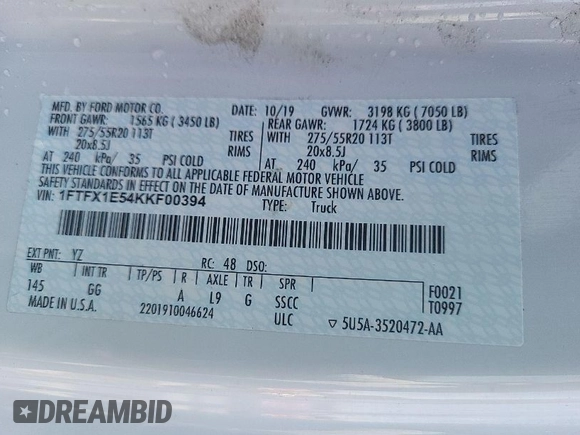 MFD. BY FORD MOTOR CO. DATE: 10/19 GVWR: 3198 KG ( 7050 LB)
FRONT GAWR: 1565 KG ( 3450 LB) REAR GAWR: 1724 KG ( 3800 LB)
WITH 275/55R20 113T TIRES WITH 275/55R20 113T TIRES
20x8.5J RIMS 20x8.5J RIMS
AT 240 kPa/ 35 PSI COLD AT 240 kPa/ 35 PSI COLD
THIS VEHICLE CONFORMS TO ALL APPLICABLE FEDERAL MOTOR VEHICLE
SAFETY STANDARDS IN EFFECT ON THE DATE OF MANUFACTURE SHOWN ABOVE.
VIN: 1FTFX1E54KKF00394 TYPE: Truck
EXT PNT: YZ RC: 48 DSO:
WB INT TR TP/PS R AXLE TR SPR
145 GG A L9 G SSCC
F0021
T0997
MADE IN U.S.A. 2201910046624 ULC ▽ 5U5A-3520472-AA
DREAMBID